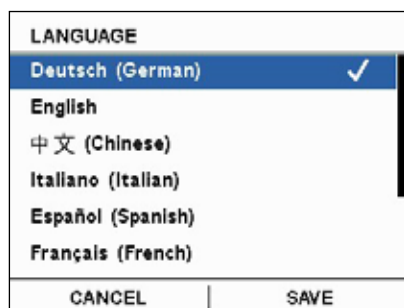 LANGUAGE
Deutsch (German)
English
中文 (Chinese)
Italiano (Italian)
Español (Spanish)
Français (French)
CANCEL SAVE